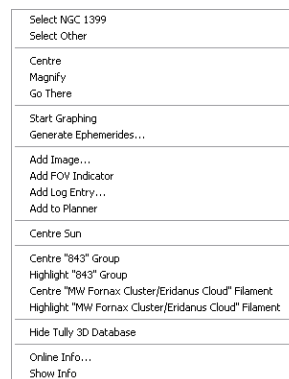 Select NGC 1399
Select Other
Centre
Magnify
Go There
Start Graphing
Generate Ephemerides...
Add Image...
Add FOV Indicator
Add Log Entry...
Add to Planner
Centre Sun
Centre "843" Group
Highlight "843" Group
Centre "MW Fornax Cluster/Eridanus Cloud" Filament
Highlight "MW Fornax Cluster/Eridanus Cloud" Filament
Hide Tully 3D Database
Online Info...
Show Info